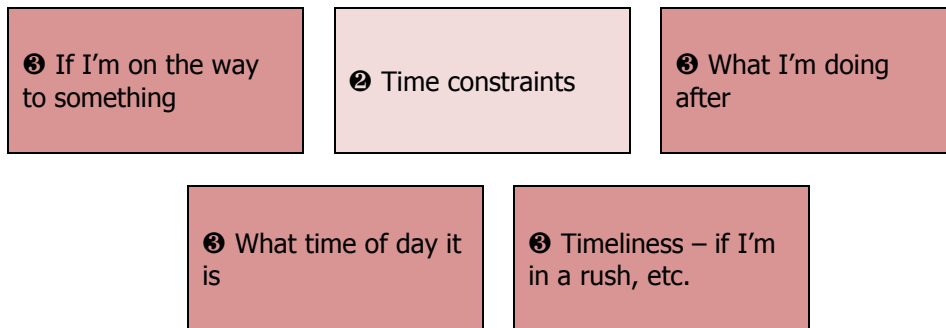 ❸ If I’m on the way
to something
❷ Time constraints
❸ What I’m doing
after
❸ What time of day it
is
❸ Timeliness – if I’m
in a rush, etc.